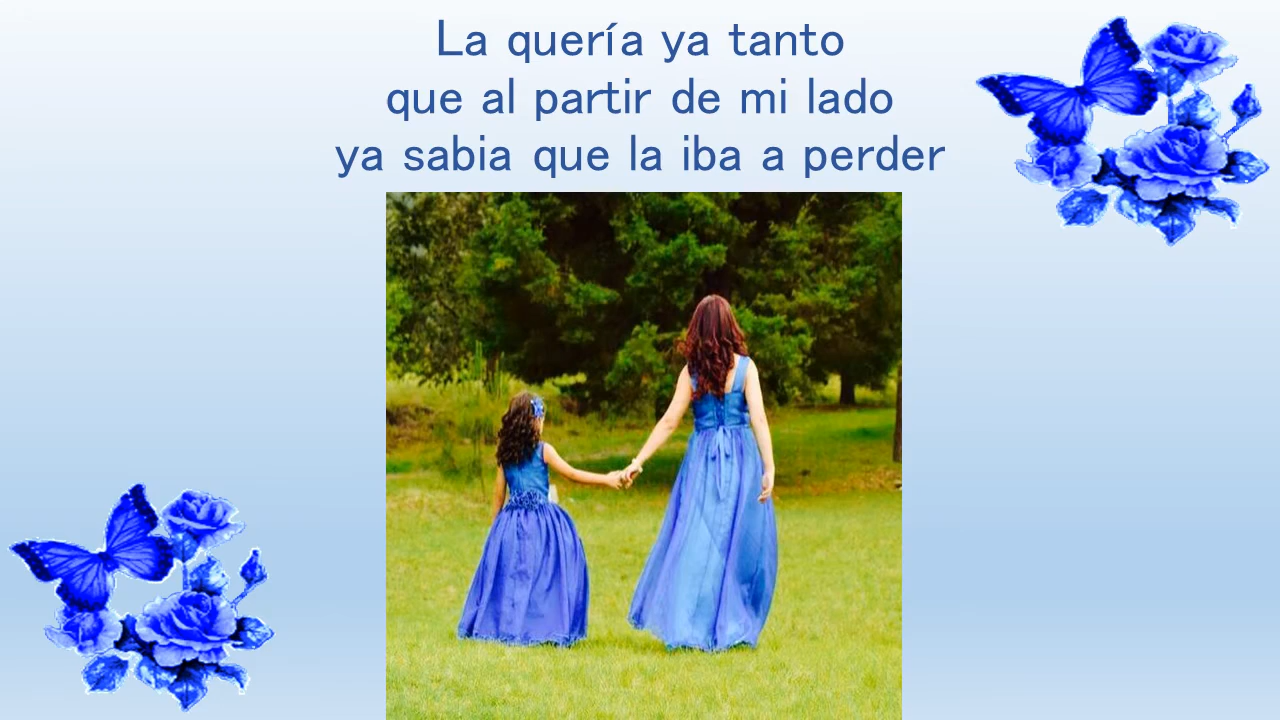 La quería ya tanto
que al partir de mi lado
ya sabia que la iba a perder